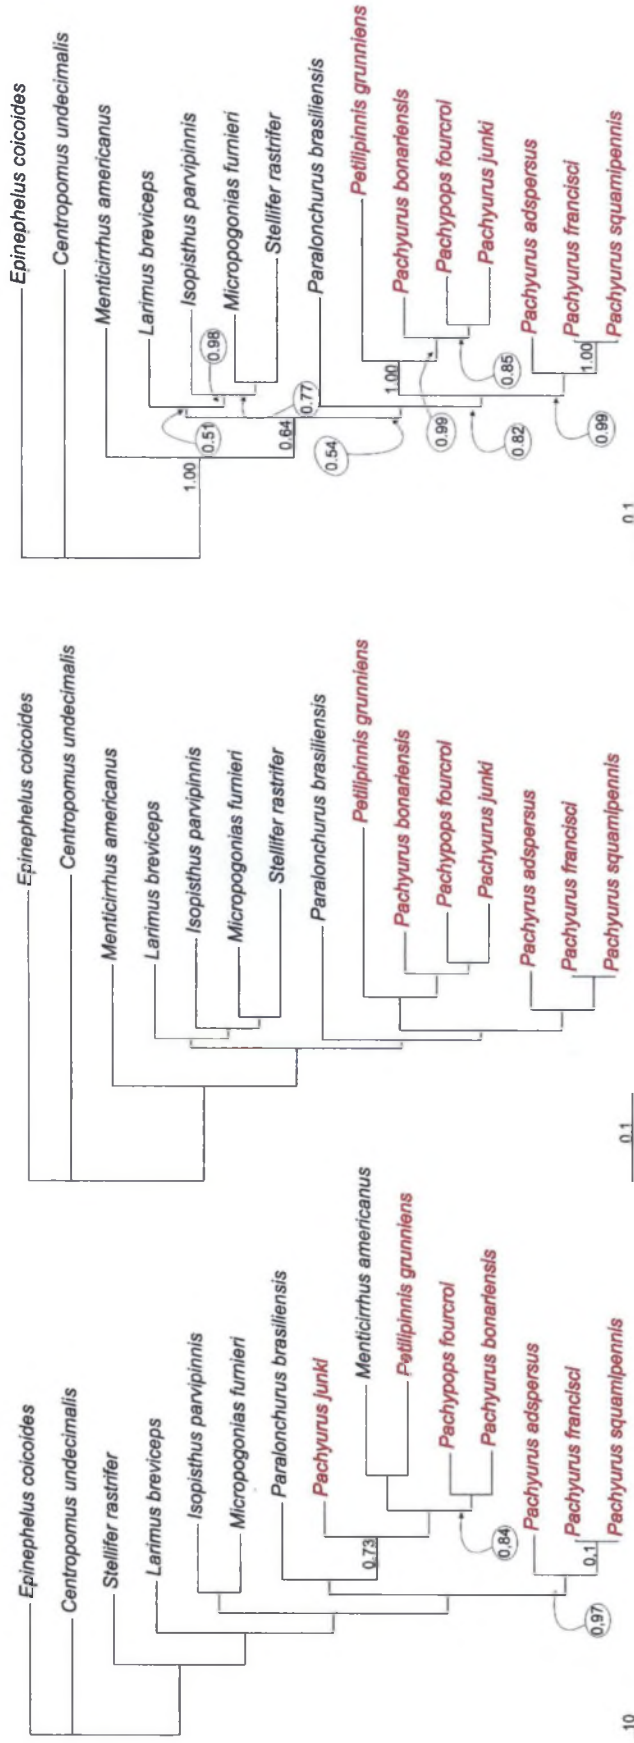 Epinephelus coicoides
Centropomus undecimalis
Stellifer rastrifer
Larimus breviceps
Isopisthus parvipinnis
Micropogonias furnieri
Paralonchurus brasiliensis
Pachyurus junki
Menticirrhus americanus
Petilipinnis grunniens
Pachypops fourcroi
Pachyurus bonariensis
Pachyurus adspersus
Pachyurus francisci
Pachyurus squamipennis
0.73
0,84
0.1
0,97
10
Epinephelus coicoides
Centropomus undecimalis
Menticirrhus americanus
Larimus breviceps
Isopisthus parvipinnis
Micropogonias furnieri
Stellifer rastrifer
Paralonchurus brasiliensis
Petilipinnis grunniens
Pachyurus bonariensis
Pachypops fourcroi
Pachyurus junki
Pachyrus adspersus
Pachyurus francisci
Pachyurus squamipennis
0.1
Epinephelus coicoides
Centropomus undecimalis
Menticirrhus americanus
Larimus breviceps
Isopisthus parvipinnis
Micropogonias furnieri
Stellifer rastrifer
Paralonchurus brasiliensis
Petilipinnis grunniens
Pachyurus bonariensis
Pachypops fourcroi
Pachyurus junki
Pachyurus adspersus
Pachyurus francisci
Pachyurus squamipennis
1.00
0.51
0.98
0.64
0.77
0.54
1.00
0.99
0.85
0.82
1.00
0.99
0.1